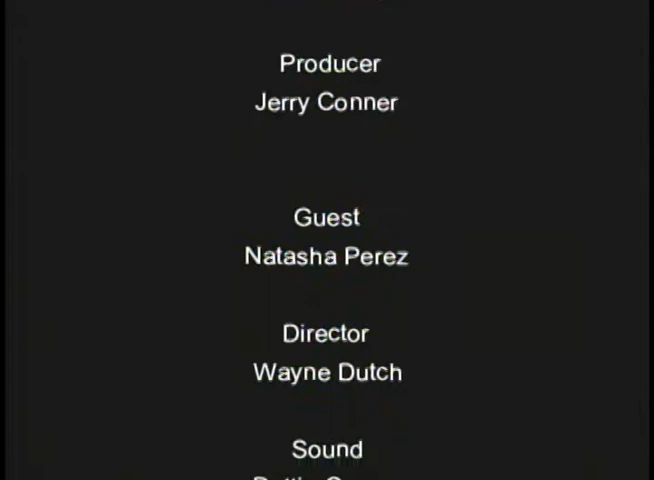 Producer
Jerry Conner
Guest
Natasha Perez
Director
Wayne Dutch
Sound